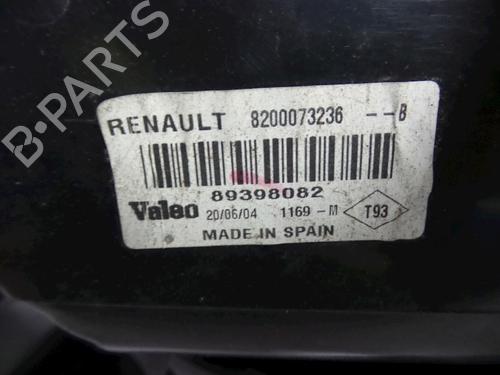 B-PARTS
RENAULT 8200073236 --B
89398082
Valeo 20/06/04 1169-M T93
MADE IN SPAIN